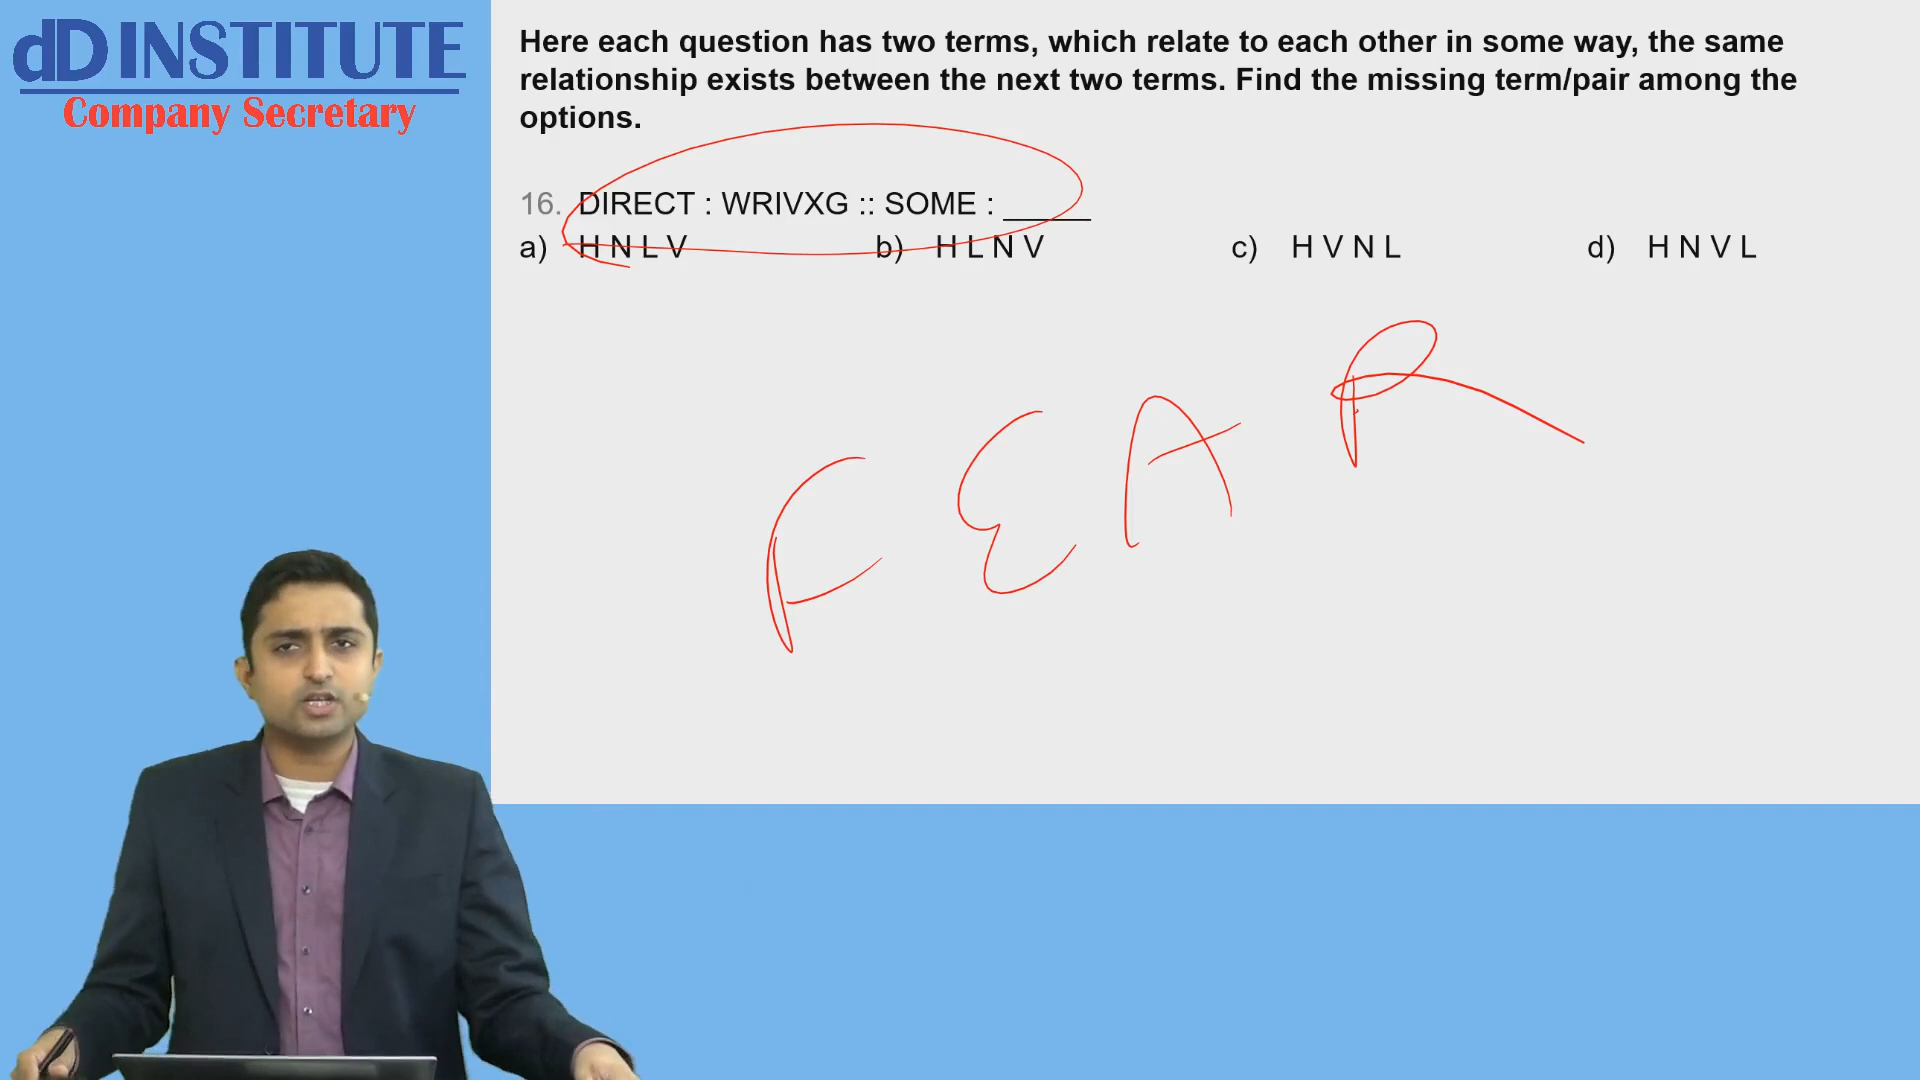 dD INSTITUTE
Company Secretary
Here each question has two terms, which relate to each other in some way, the same
relationship exists between the next two terms. Find the missing term/pair among the
options.
16. DIRECT : WRIVXG :: SOME : _____
a) H N L V b) H L N V c) H V N L d) H N V L
FEAR